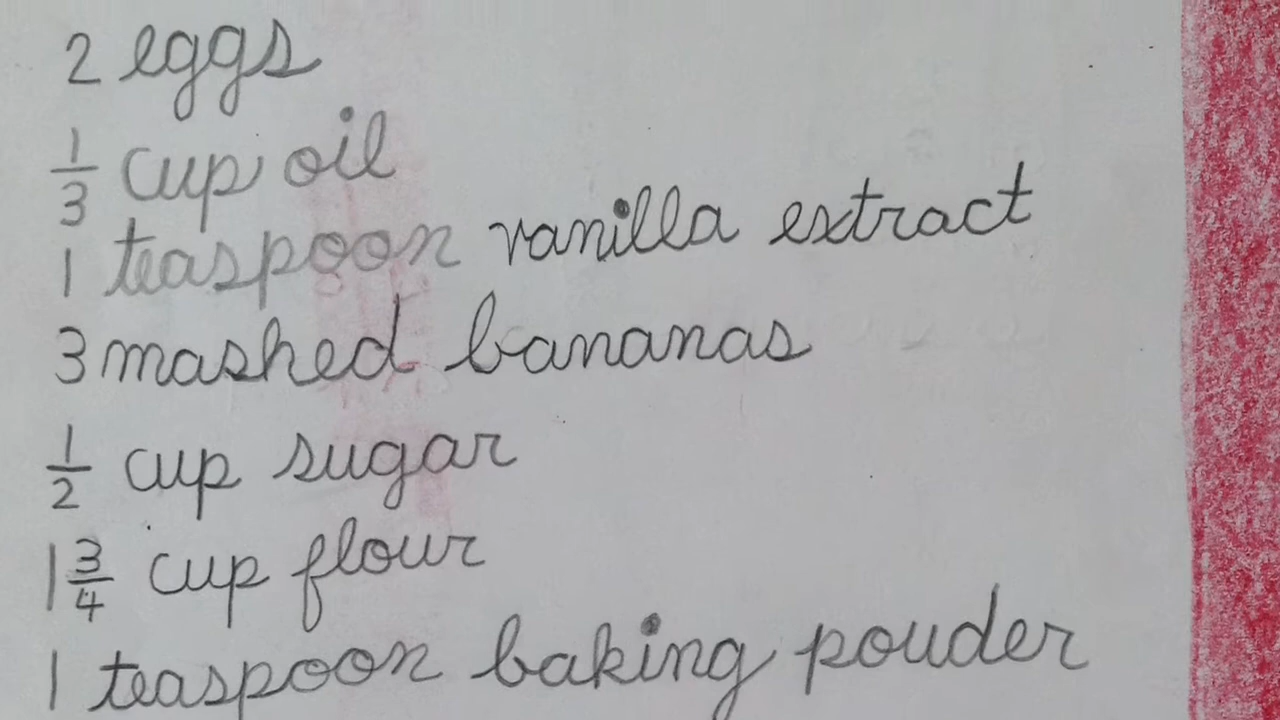 2 eggs
1/3 cup oil
1 teaspoon vanilla extract
3 mashed bananas
1/2 cup sugar
1 3/4 cup flour
1 teaspoon baking pouder